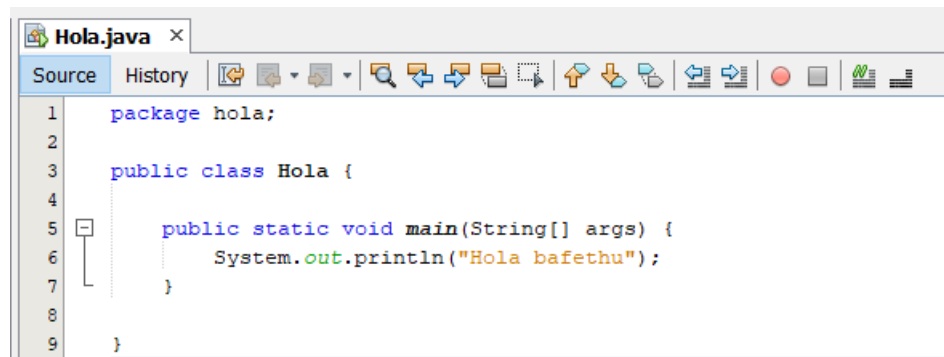 Hola.java ×
Source History
1 package hola;
2
3 public class Hola {
4
5 public static void main(String[] args) {
6 System.out.println("Hola bafethu");
7 }
8
9 }